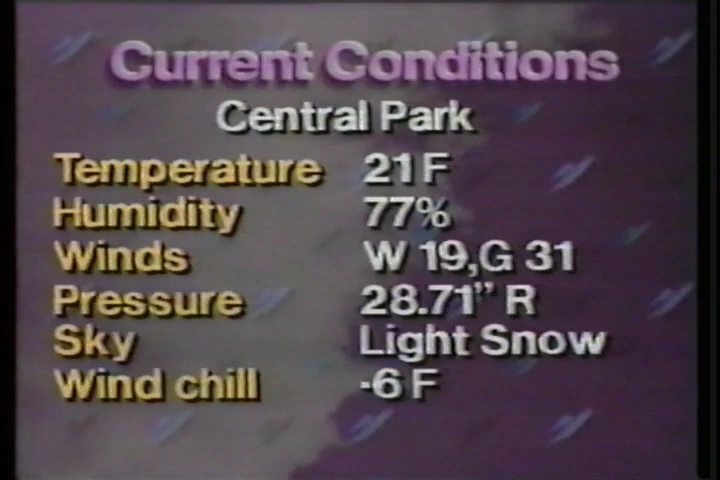 Current Conditions
Central Park
Temperature 21 F
Humidity 77%
Winds W 19,G 31
Pressure 28.71" R
Sky Light Snow
Wind chill -6 F